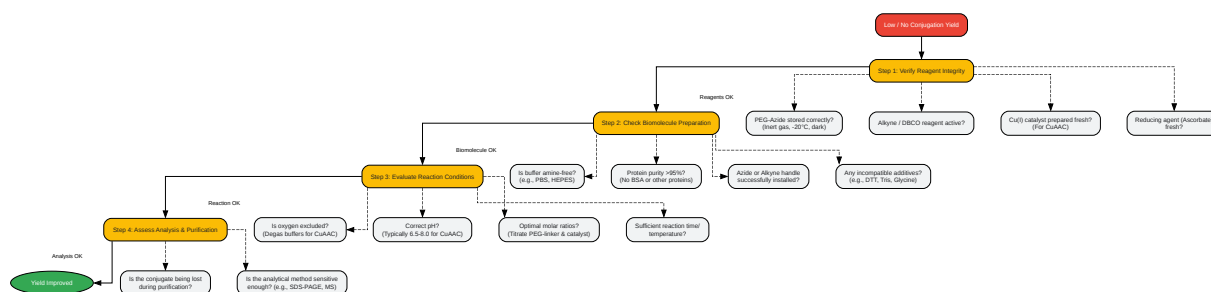 Low / No Conjugation Yield
Step 1: Verify Reagent Integrity
Reagents OK
PEG-Azide stored correctly?
(Inert gas, -20°C, dark)
Alkyne / DBCO reagent active?
Cu(I) catalyst prepared fresh?
(For CuAAC)
Reducing agent (Ascorbate)
fresh?
Step 2: Check Biomolecule Preparation
Biomolecule OK
Is buffer amine-free?
(e.g., PBS, HEPES)
Protein purity >95%?
(No BSA or other proteins)
Azide or Alkyne handle
successfully installed?
Any incompatible additives?
(e.g., DTT, Tris, Glycine)
Step 3: Evaluate Reaction Conditions
Reaction OK
Is oxygen excluded?
(Degas buffers for CuAAC)
Correct pH?
(Typically 6.5-8.0 for CuAAC)
Optimal molar ratios?
(Titrate PEG-linker & catalyst)
Sufficient reaction time/
temperature?
Step 4: Assess Analysis & Purification
Analysis OK
Yield Improved
Is the conjugate being lost
during purification?
Is the analytical method sensitive
enough? (e.g., SDS-PAGE, MS)